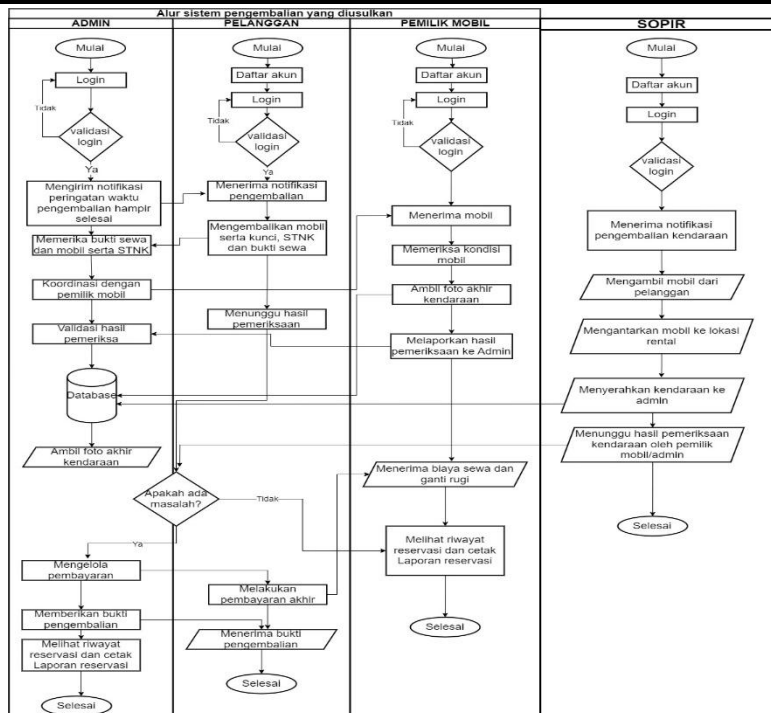 Alur sistem pengembalian yang diusulkan
ADMIN
PELANGGAN
PEMILIK MOBIL
SOPIR
Mulai
Login
Tidak
validasi
login
Ya
Mengirim notifikasi
peringatan waktu
pengembalian hampir
selesai
Memerika bukti sewa
dan mobil serta STNK
Koordinasi dengan
pemilik mobil
Validasi hasil
pemeriksa
Database
Ambil foto akhir
kendaraan
Apakah ada
masalah?
Tidak
Ya
Mengelola
pembayaran
Memberikan bukti
pengembalian
Melihat riwayat
reservasi dan cetak
Laporan reservasi
Selesai
Mulai
Daftar akun
Login
Tidak
validasi
login
Ya
Menerima notifikasi
pengembalian
Mengembalikan mobil
serta kunci, STNK
dan bukti sewa
Menunggu hasil
pemeriksaan
Melakukan
pembayaran akhir
Menerima bukti
pengembalian
Selesai
Mulai
Daftar akun
Login
Tidak
validasi
login
Menerima mobil
Memeriksa kondisi
mobil
Ambil foto akhir
kendaraan
Melaporkan hasil
pemeriksaan ke Admin
Menerima biaya sewa dan
ganti rugi
Melihat riwayat
reservasi dan cetak
Laporan reservasi
Selesai
Mulai
Daftar akun
Login
validasi
login
Menerima notifikasi
pengembalian kendaraan
Mengambil mobil dari
pelanggan
Mengantarkan mobil ke lokasi
rental
Menyerahkan kendaraan ke
admin
Menunggu hasil pemeriksaan
kendaraan oleh pemilik
mobil/admin
Selesai